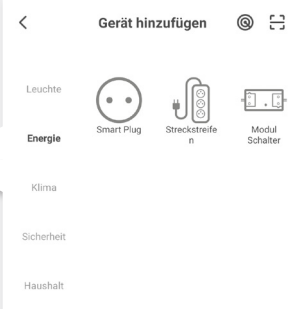 Gerät hinzufügen
Leuchte
Energie
Klima
Sicherheit
Haushalt
Smart Plug
Streckstreife
n
Modul
Schalter